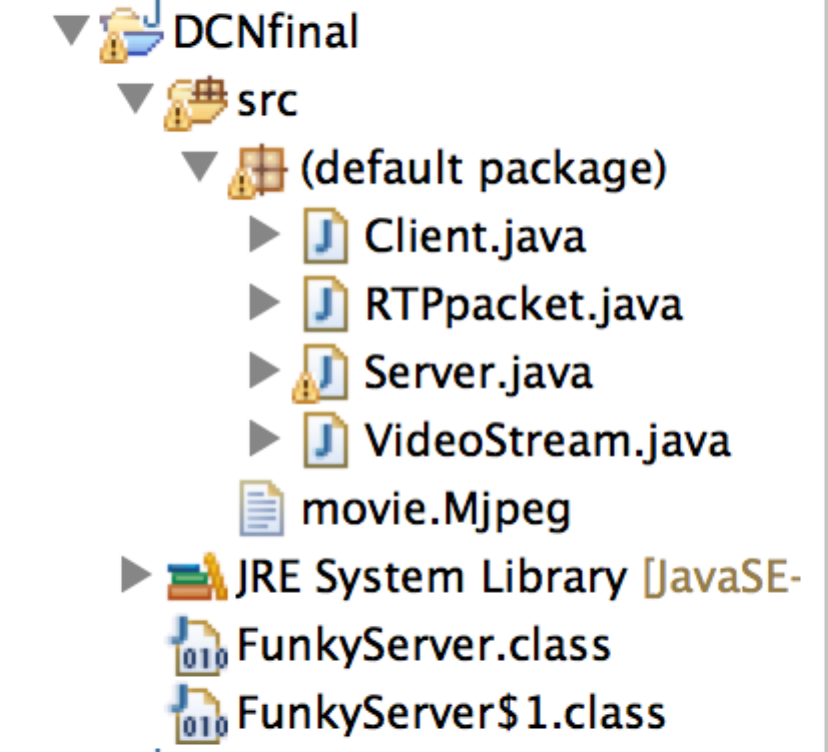 DCNfinal
src
(default package)
Client.java
RTPpacket.java
Server.java
VideoStream.java
movie.Mjpeg
JRE System Library [JavaSE-
FunkyServer.class
FunkyServer$1.class